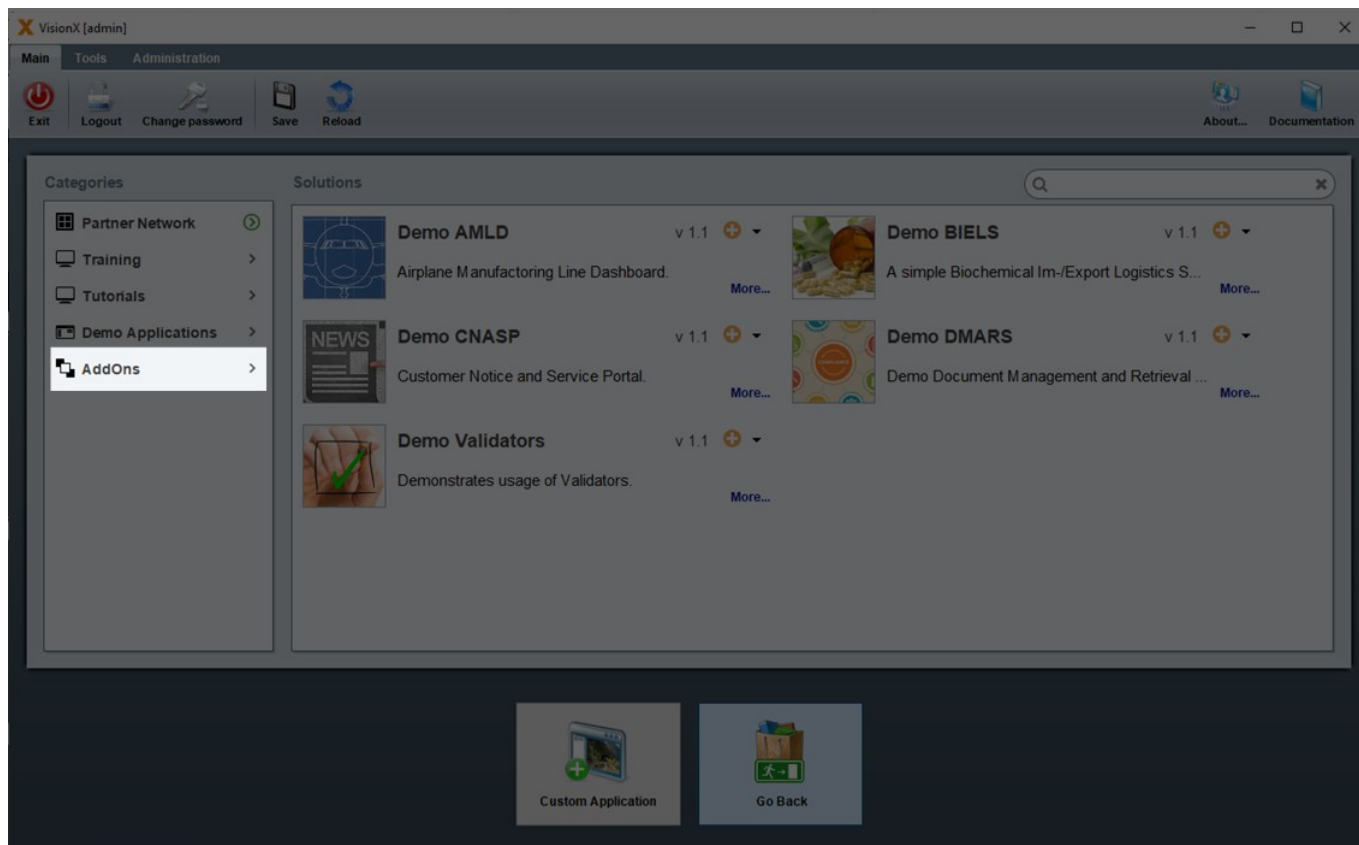 VisionX [admin]
Main Tools Administration
Exit Logout Change password Save Reload About... Documentation
Categories
Partner Network
Training
Tutorials
Demo Applications
AddOns
Solutions
Demo AMLD v 1.1
Airplane Manufactoring Line Dashboard.
More...
Demo BIELS v 1.1
A simple Biochemical Im-/Export Logistics S...
More...
NEWS
Demo CNASP v 1.1
Customer Notice and Service Portal.
More...
COMPLIANCE
Demo DMARS v 1.1
Demo Document Management and Retrieval ...
More...
Demo Validators v 1.1
Demonstrates usage of Validators.
More...
Custom Application
Go Back